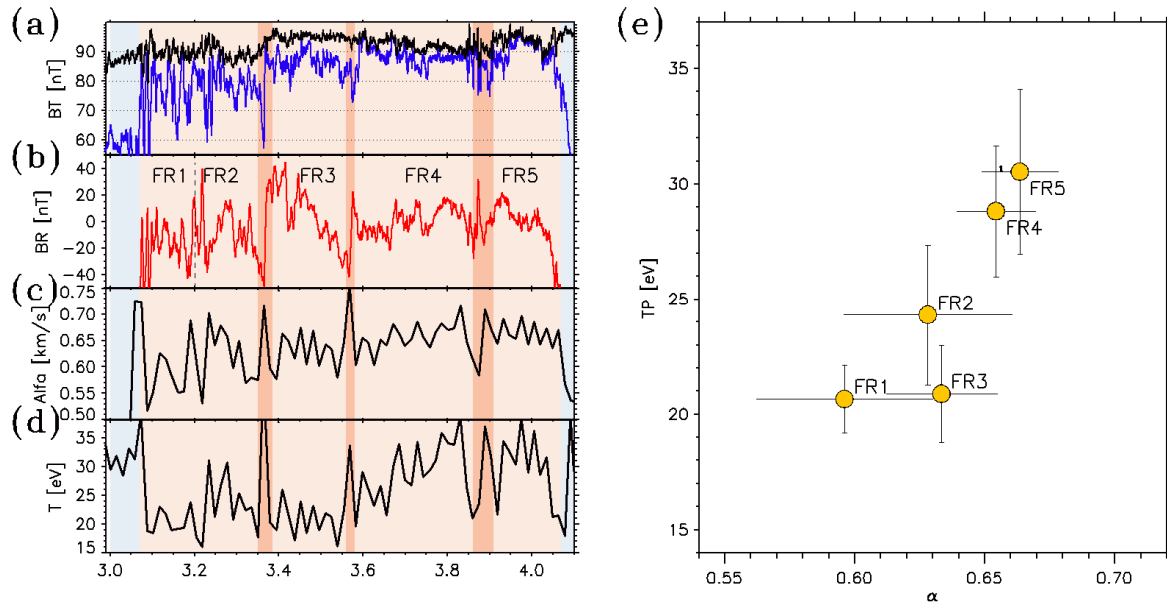 (a)
BT [nT]
90
80
70
60
(b)
BR [nT]
40
20
0
-20
-40
FR1
FR2
FR3
FR4
FR5
(c)
Alfa [km/s]
0.75
0.70
0.65
0.60
0.55
0.50
(d)
T [eV]
35
30
25
20
15
3.0
3.2
3.4
3.6
3.8
4.0
(e)
TP [eV]
35
30
25
20
15
FR5
FR4
FR2
FR3
FR1
0.55
0.60
0.65
0.70
α